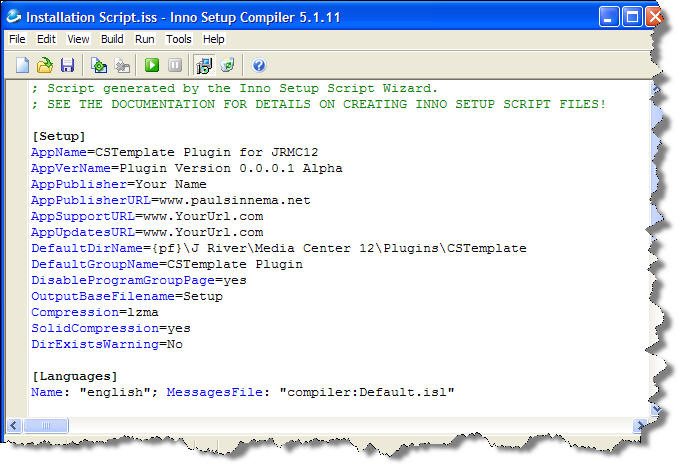 Installation Script.iss - Inno Setup Compiler 5.1.11
File Edit View Build Run Tools Help
; Script generated by the Inno Setup Script Wizard.
; SEE THE DOCUMENTATION FOR DETAILS ON CREATING INNO SETUP SCRIPT FILES!
[Setup]
AppName=CSTemplate Plugin for JRMC12
AppVerName=Plugin Version 0.0.0.1 Alpha
AppPublisher=Your Name
AppPublisherURL=www.paulsinnema.net
AppSupportURL=www.YourUrl.com
AppUpdatesURL=www.YourUrl.com
DefaultDirName={pf}\J River\Media Center 12\Plugins\CSTemplate
DefaultGroupName=CSTemplate Plugin
DisableProgramGroupPage=yes
OutputBaseFilename=Setup
Compression=lzma
SolidCompression=yes
DirExistsWarning=No
[Languages]
Name: "english"; MessagesFile: "compiler:Default.isl"